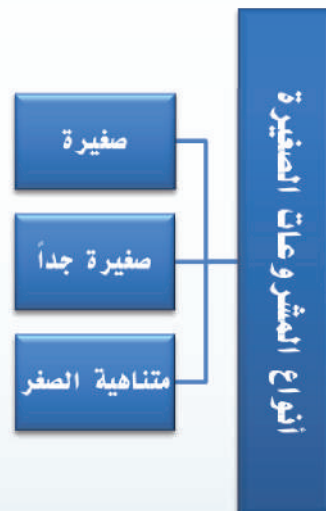 أنواع المشروعات الصغيرة
صغيرة
صغيرة جداً
متناهية الصغر